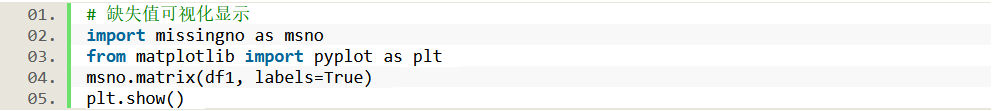 01. # 缺失值可视化显示
02. import missingno as msno
03. from matplotlib import pyplot as plt
04. msno.matrix(df1, labels=True)
05. plt.show()